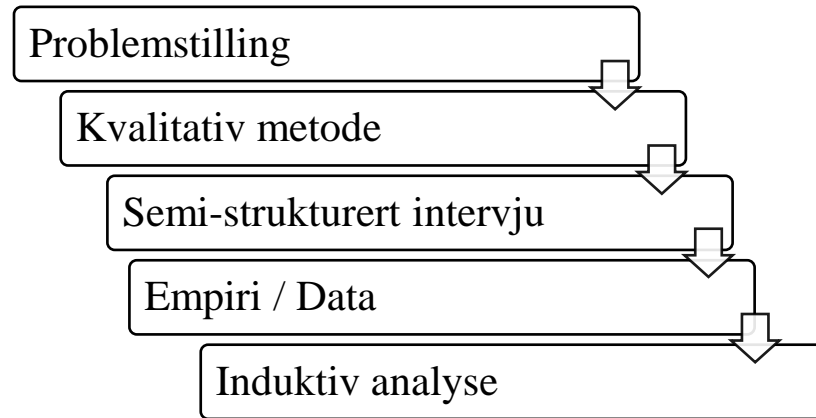 Problemstilling
Kvalitativ metode
Semi-strukturert intervju
Empiri / Data
Induktiv analyse